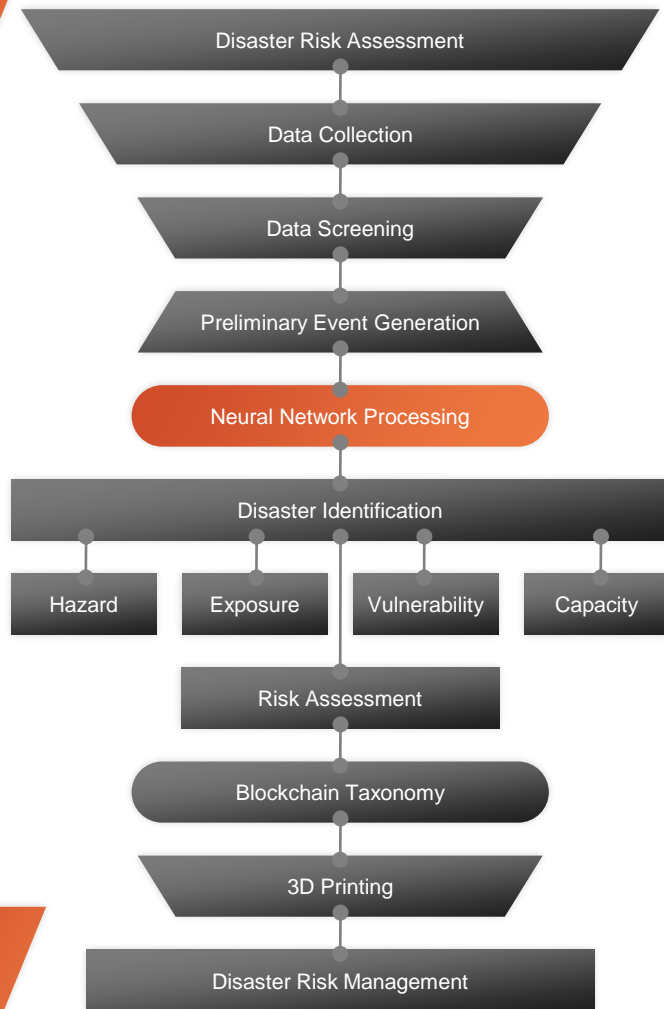 Disaster Risk Assessment
Data Collection
Data Screening
Preliminary Event Generation
Neural Network Processing
Disaster Identification
Hazard
Exposure
Vulnerability
Capacity
Risk Assessment
Blockchain Taxonomy
3D Printing
Disaster Risk Management